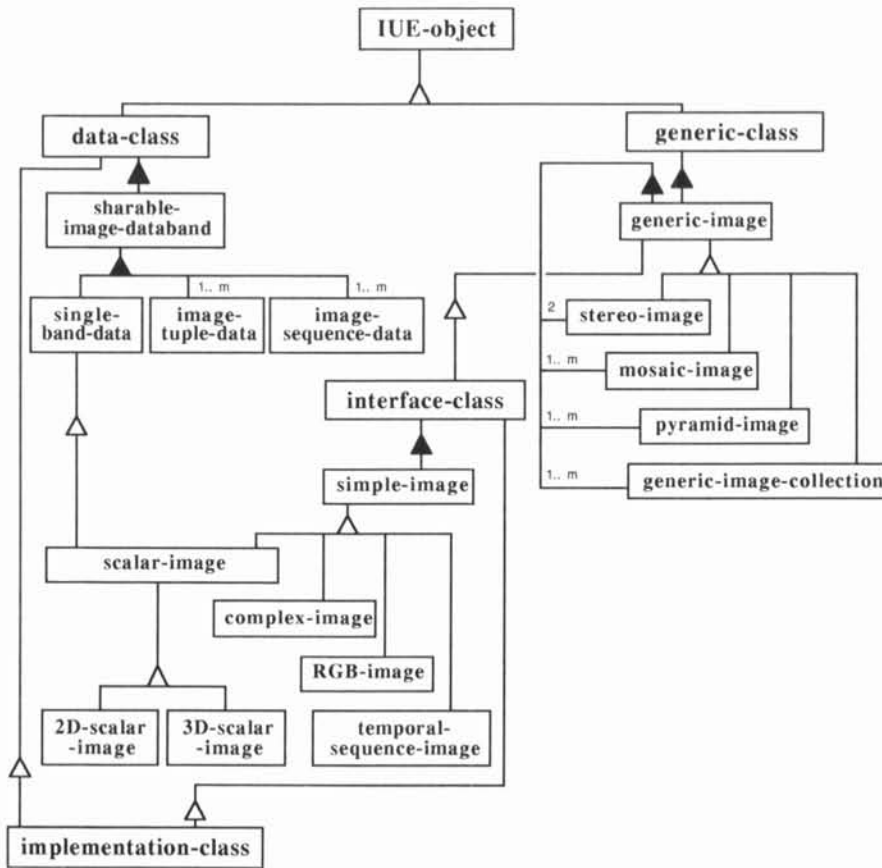 IUE-object
data-class
generic-class
sharable-
image-databand
generic-image
1.. m
1.. m
single-
band-data
image-
tuple-data
image-
sequence-data
2
stereo-image
1.. m
mosaic-image
interface-class
1.. m
pyramid-image
1.. m
generic-image-collection
simple-image
scalar-image
complex-image
RGB-image
2D-scalar
-image
3D-scalar
-image
temporal-
sequence-image
implementation-class